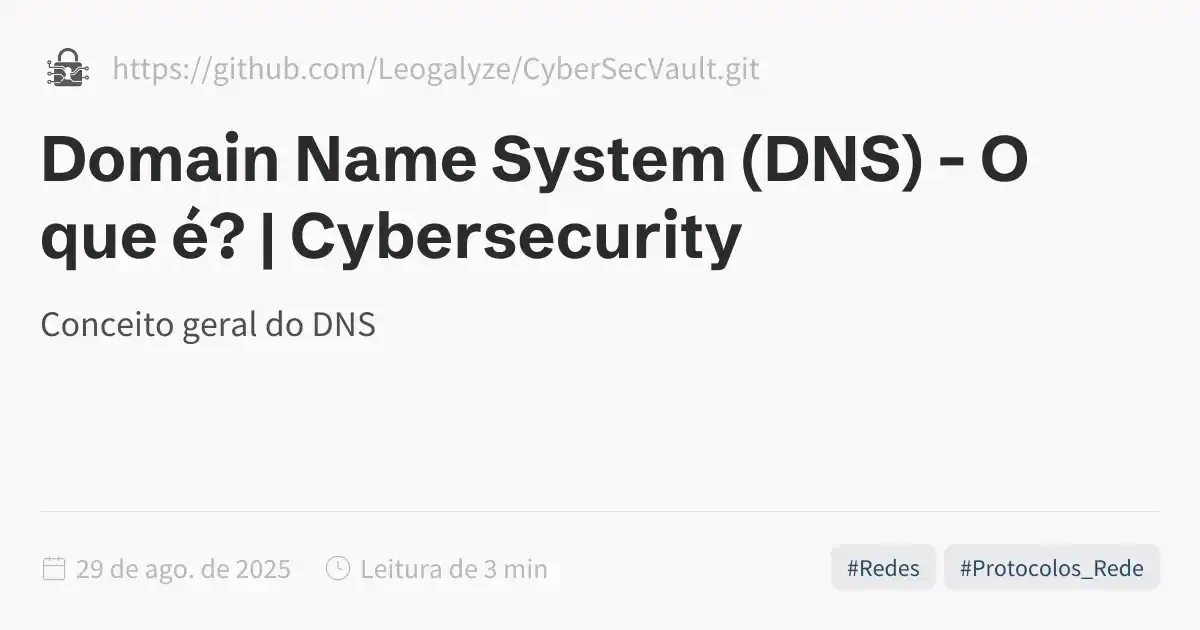 https://github.com/Leogalyze/CyberSecVault.git
Domain Name System (DNS) - O
que é? | Cybersecurity
Conceito geral do DNS
29 de ago. de 2025
Leitura de 3 min
#Redes
#Protocolos_Rede